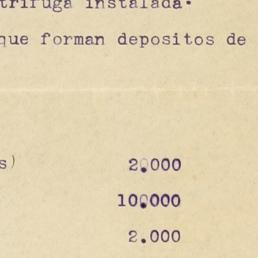 trifuga instalada.
que forman depositos de
s) 2.000
10.000
2.000